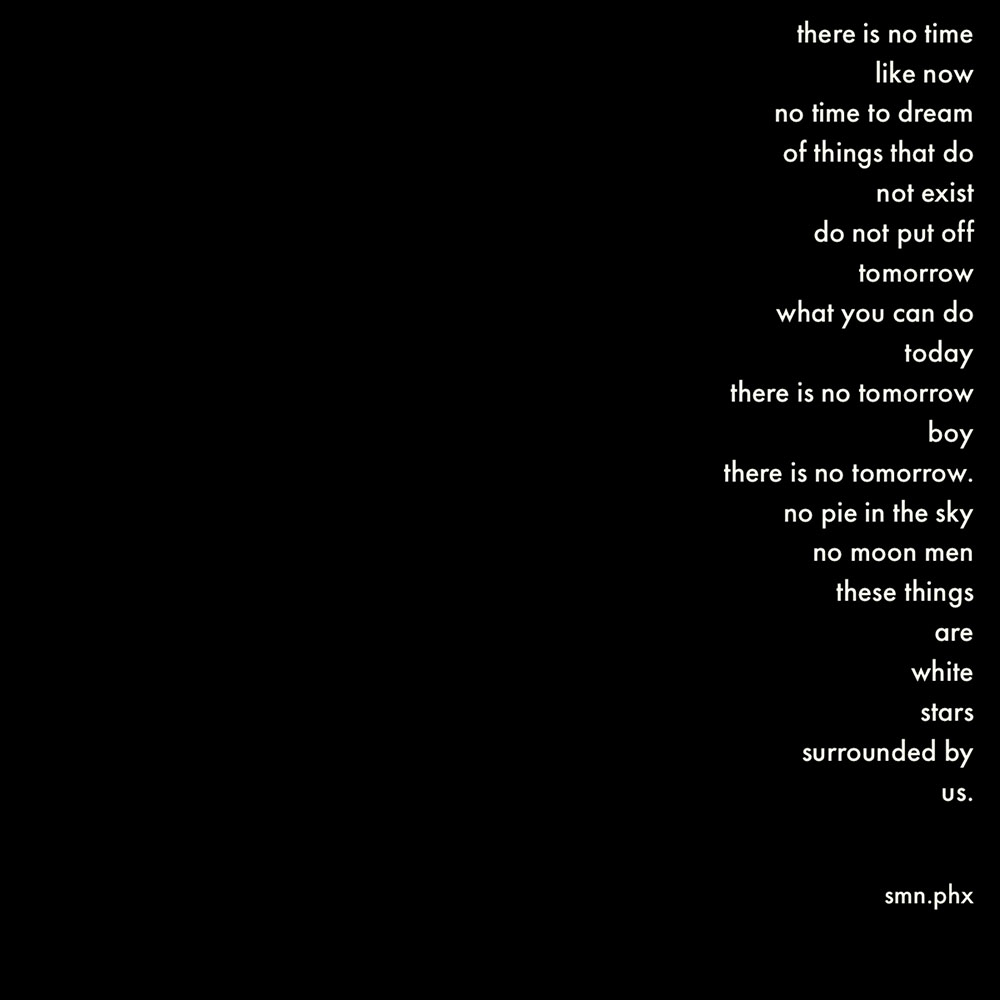 there is no time
like now
no time to dream
of things that do
not exist
do not put off
tomorrow
what you can do
today
there is no tomorrow
boy
there is no tomorrow.
no pie in the sky
no moon men
these things
are
white
stars
surrounded by
us.
smn.phx